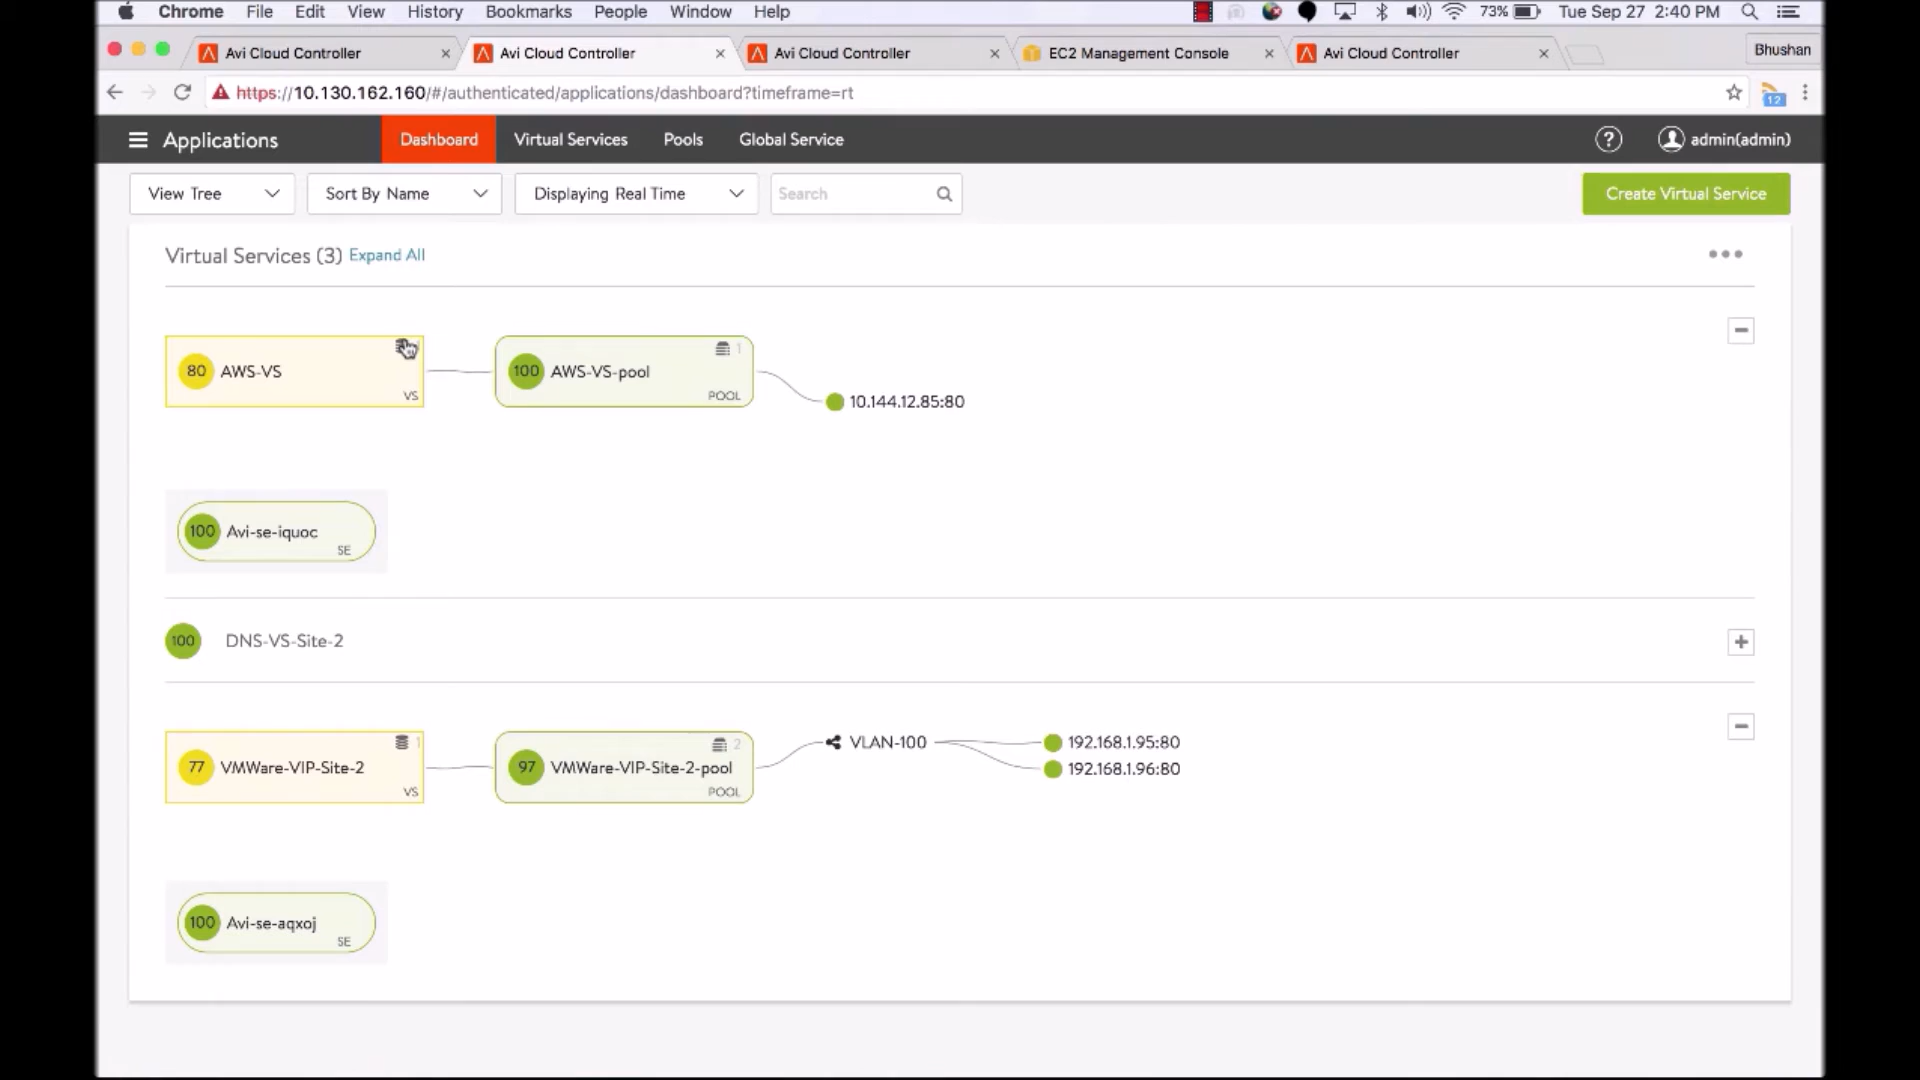 Chrome File Edit View History Bookmarks People Window Help 73% Tue Sep 27 2:40 PM
Avi Cloud Controller Avi Cloud Controller Avi Cloud Controller EC2 Management Console Avi Cloud Controller Bhushan
https://10.130.162.160/#/authenticated/applications/dashboard?timeframe=rt 12
Applications Dashboard Virtual Services Pools Global Service ? admin(admin)
View Tree Sort By Name Displaying Real Time Search Create Virtual Service
Virtual Services (3) Expand All
80 AWS-VS VS
100 AWS-VS-pool 1 POOL
10.144.12.85:80
100 Avi-se-iquoc SE
100 DNS-VS-Site-2
77 VMWare-VIP-Site-2 1 VS
97 VMWare-VIP-Site-2-pool 2 POOL
VLAN-100
192.168.1.95:80
192.168.1.96:80
100 Avi-se-aqxoj SE